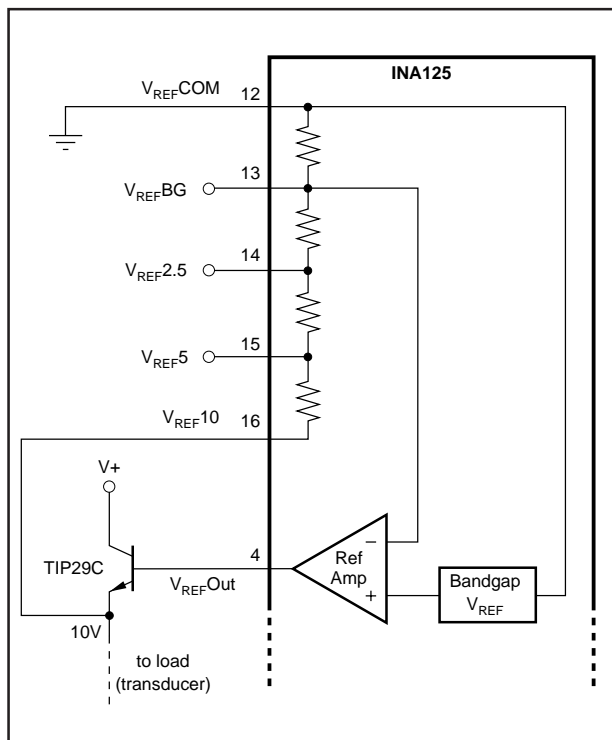 INA125
VREFCOM
12
VREFBG
13
VREF2.5
14
VREF5
15
VREF10
16
V+
TIP29C
4
VREFOut
10V
to load
(transducer)
–
Ref
Amp
+
Bandgap
VREF